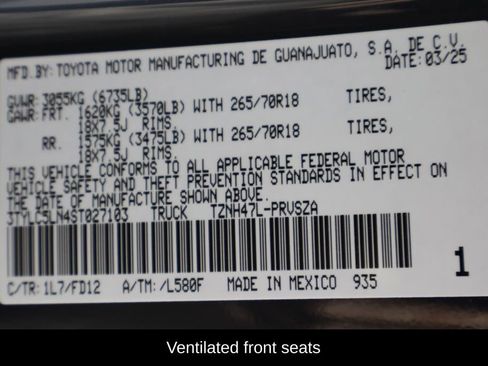 MFD.BY: TOYOTA MOTOR MANUFACTURING DE GUANAJUATO, S.A. DE C.V.
DATE: 03/25
GVWR: 3055KG (6735LB)
GAWR: FRT. 1620KG (3570LB) WITH 265/70R18 TIRES,
18X7.5J RIMS,
RR. 1575KG (3475LB) WITH 265/70R18 TIRES,
18X7.5J RIMS.
THIS VEHICLE CONFORMS TO ALL APPLICABLE FEDERAL MOTOR
VEHICLE SAFETY AND THEFT PREVENTION STANDARDS IN EFFECT ON
THE DATE OF MANUFACTURE SHOWN ABOVE.
3TYLC5LN4ST027103 TRUCK TZNH47L-PRVSZA
1
C/TR: 1L7/FD12 A/TM: /L580F MADE IN MEXICO 935
Ventilated front seats